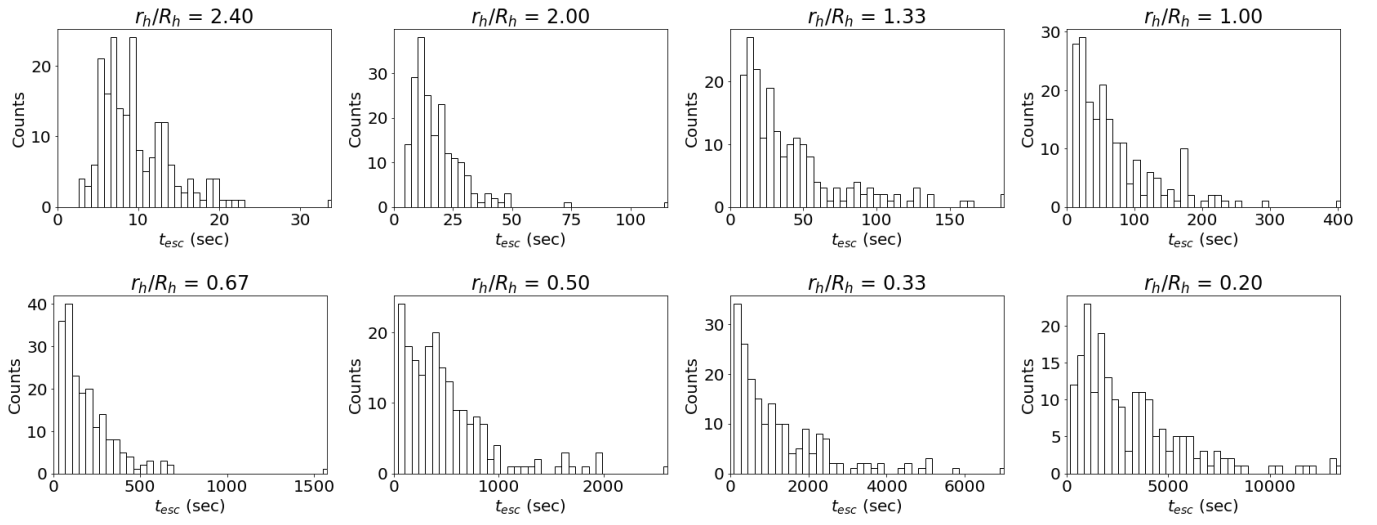 r_h/R_h = 2.40
Counts
20
10
0
0 10 20 30
t_esc (sec)
r_h/R_h = 2.00
Counts
30
20
10
0
0 25 50 75 100
t_esc (sec)
r_h/R_h = 1.33
Counts
20
10
0
0 50 100 150
t_esc (sec)
r_h/R_h = 1.00
Counts
30
20
10
0
0 100 200 300 400
t_esc (sec)
r_h/R_h = 0.67
Counts
40
30
20
10
0
0 500 1000 1500
t_esc (sec)
r_h/R_h = 0.50
Counts
20
10
0
0 1000 2000
t_esc (sec)
r_h/R_h = 0.33
Counts
30
20
10
0
0 2000 4000 6000
t_esc (sec)
r_h/R_h = 0.20
Counts
20
15
10
5
0
0 5000 10000
t_esc (sec)